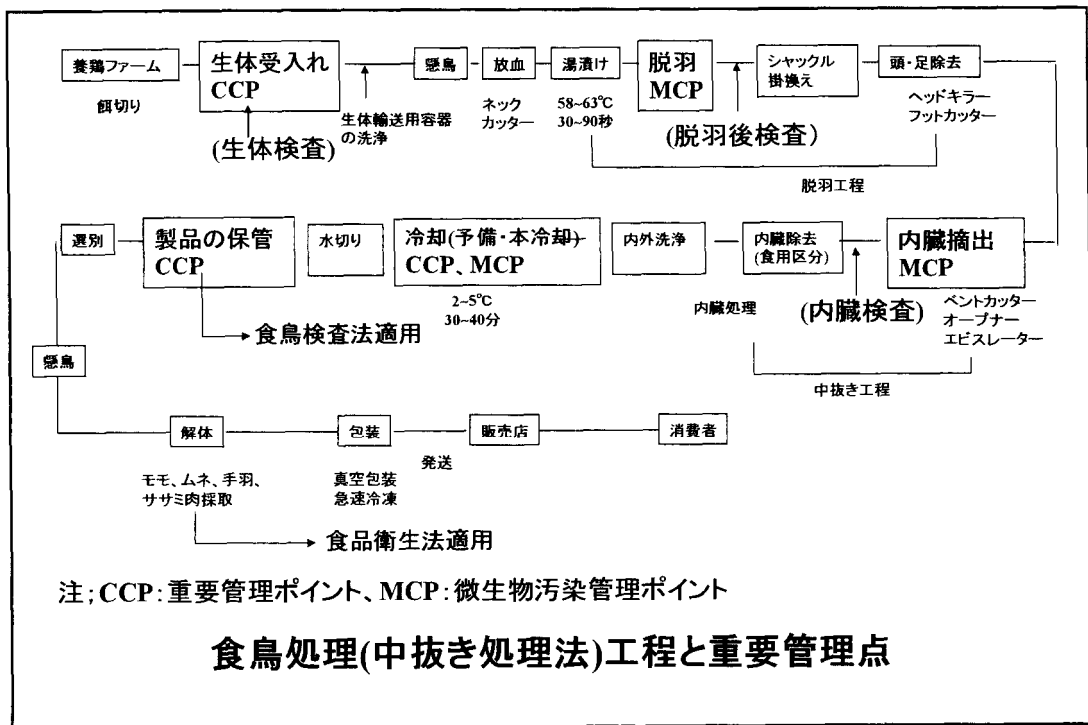 養鶏ファーム
餌切り
生体受入れ
CCP
(生体検査)
生体輸送用容器
の洗浄
懸鳥
放血
ネック
カッター
湯漬け
58~63℃
30~90秒
脱羽
MCP
(脱羽後検査)
シャックル
掛換え
頭・足除去
ヘッドキラー
フットカッター
脱羽工程
内臓摘出
MCP
ベントカッター
オープナー
エビスレーター
(内臓検査)
内臓除去
(食用区分)
内臓処理
中抜き工程
内外洗浄
冷却(予備・本冷却)
CCP、MCP
2~5℃
30~40分
水切り
製品の保管
CCP
食鳥検査法適用
選別
懸鳥
解体
モモ、ムネ、手羽、
ササミ肉採取
食品衛生法適用
包装
真空包装
急速冷凍
発送
販売店
消費者
注;CCP:重要管理ポイント、MCP:微生物汚染管理ポイント
食鳥処理(中抜き処理法)工程と重要管理点